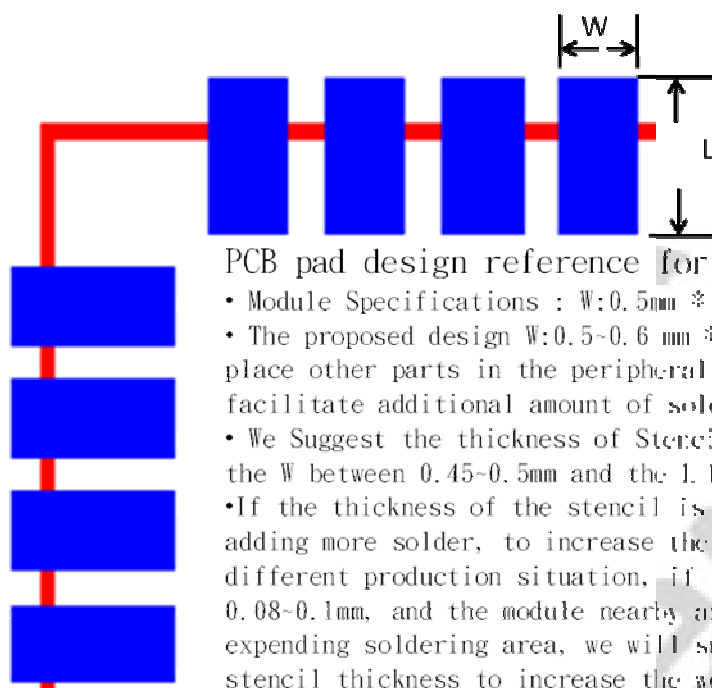 W
L
PCB pad design reference for
• Module Specifications : W:0.5mm *
• The proposed design W:0.5~0.6 mm *
place other parts in the peripheral
facilitate additional amount of
• We Suggest the thickness of
the W between 0.45~0.5mm and the
•If the thickness of the stencil is
adding more solder, to increase the
different production situation, if
0.08~0.1mm, and the module nearby
expending soldering area, we will
stencil thickness to increase the